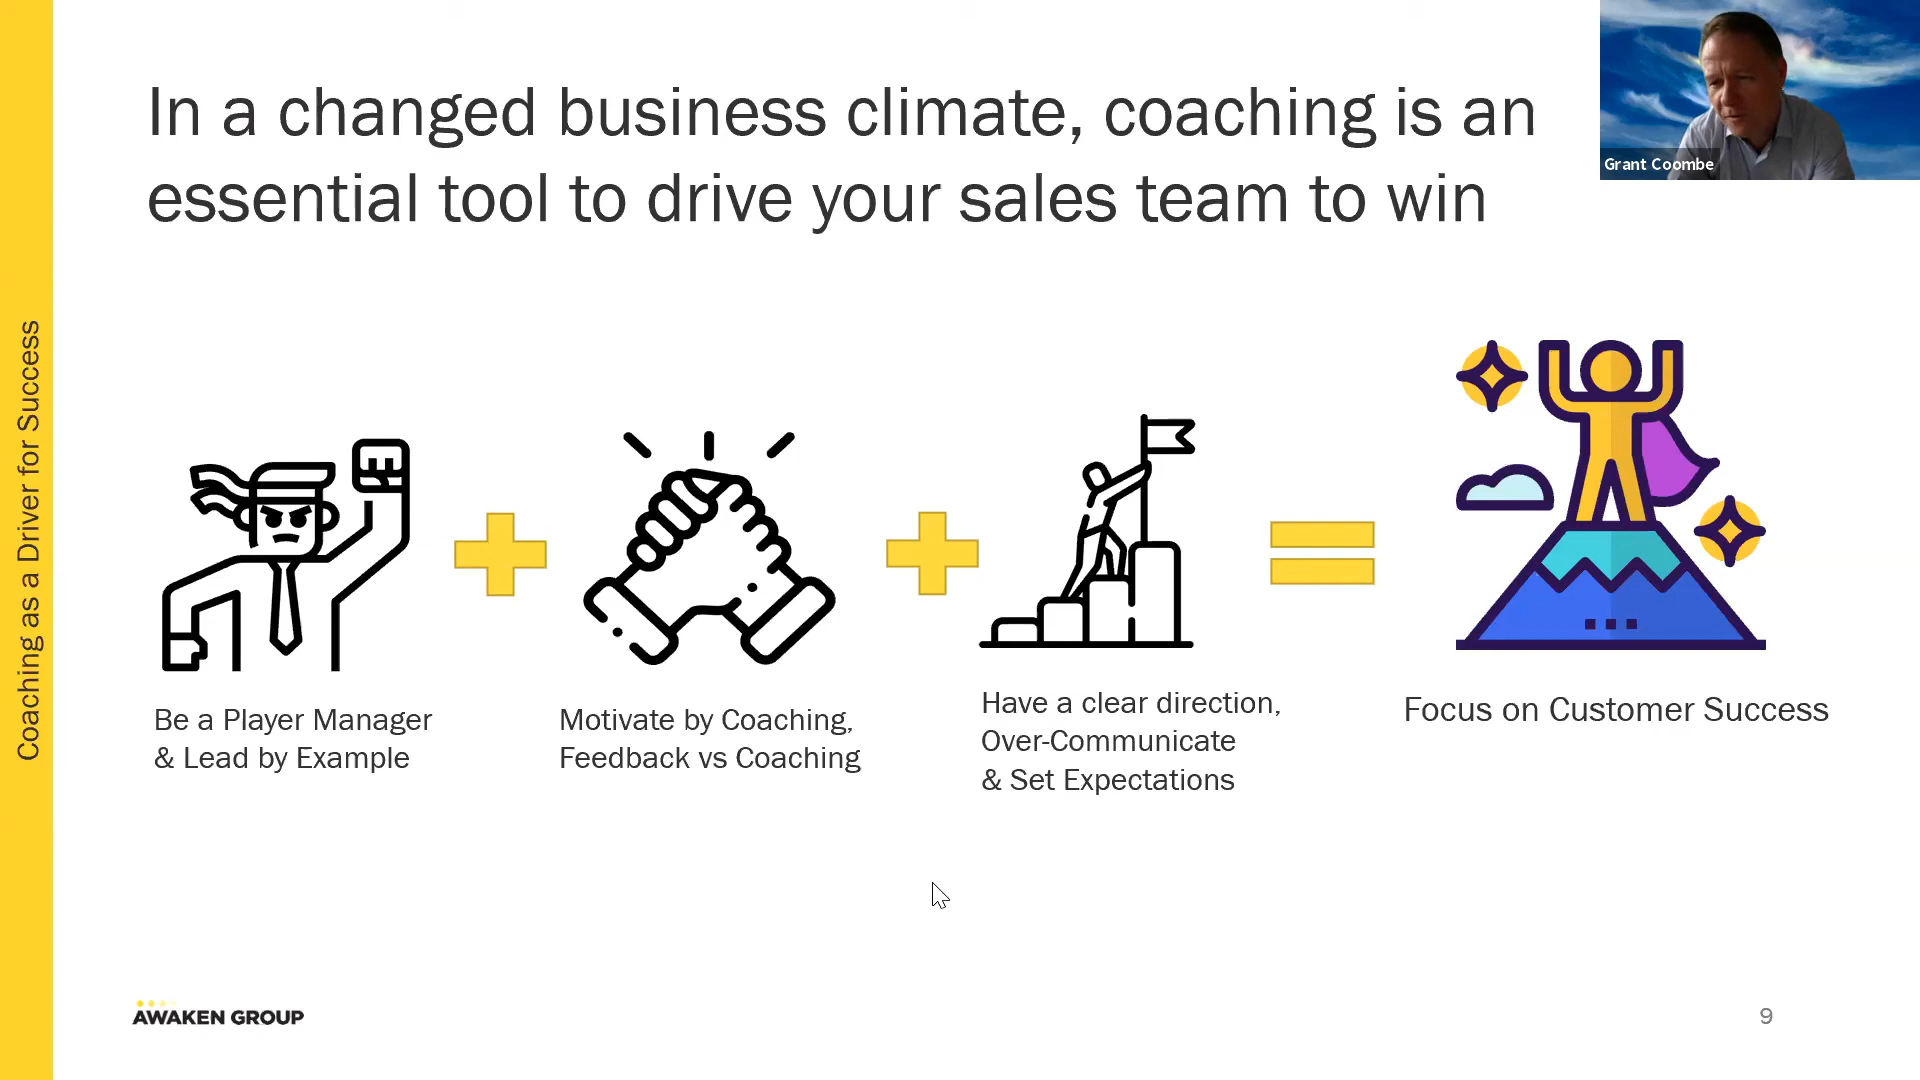 In a changed business climate, coaching is an
essential tool to drive your sales team to win
Grant Coombe
Coaching as a Driver for Success
Be a Player Manager
& Lead by Example
Motivate by Coaching,
Feedback vs Coaching
Have a clear direction,
Over-Communicate
& Set Expectations
Focus on Customer Success
AWAKEN GROUP
9